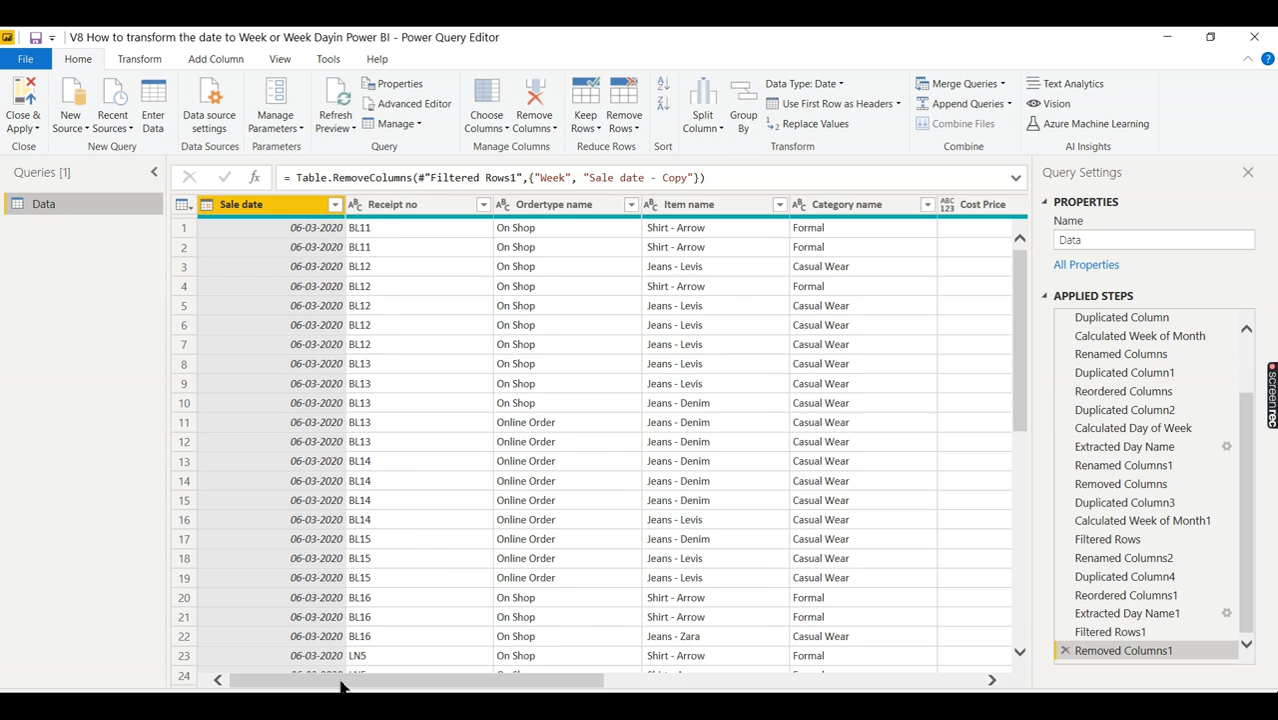 V8 How to transform the date to Week or Week Dayin Power BI - Power Query Editor
File Home Transform Add Column View Tools Help
Close & Apply
New Source
Recent Sources
Enter Data
Data source settings
Manage Parameters
Refresh Preview
Properties
Advanced Editor
Manage
Choose Columns
Remove Columns
Keep Rows
Remove Rows
Split Column
Group By
Data Type: Date
Use First Row as Headers
Replace Values
Merge Queries
Append Queries
Combine Files
Text Analytics
Vision
Azure Machine Learning
Close New Query Data Sources Parameters Query Manage Columns Reduce Rows Sort Transform Combine AI Insights
Queries [1]
Data
= Table.RemoveColumns(#"Filtered Rows1",{"Week", "Sale date - Copy"})
Sale date Receipt no Ordertype name Item name Category name Cost Price
1 06-03-2020 BL11 On Shop Shirt - Arrow Formal
2 06-03-2020 BL11 On Shop Shirt - Arrow Formal
3 06-03-2020 BL12 On Shop Jeans - Levis Casual Wear
4 06-03-2020 BL12 On Shop Shirt - Arrow Formal
5 06-03-2020 BL12 On Shop Jeans - Levis Casual Wear
6 06-03-2020 BL12 On Shop Jeans - Levis Casual Wear
7 06-03-2020 BL12 On Shop Jeans - Levis Casual Wear
8 06-03-2020 BL13 On Shop Jeans - Levis Casual Wear
9 06-03-2020 BL13 On Shop Jeans - Levis Casual Wear
10 06-03-2020 BL13 On Shop Jeans - Denim Casual Wear
11 06-03-2020 BL13 Online Order Jeans - Denim Casual Wear
12 06-03-2020 BL13 Online Order Jeans - Denim Casual Wear
13 06-03-2020 BL14 Online Order Jeans - Denim Casual Wear
14 06-03-2020 BL14 Online Order Jeans - Denim Casual Wear
15 06-03-2020 BL14 Online Order Jeans - Denim Casual Wear
16 06-03-2020 BL14 Online Order Jeans - Levis Casual Wear
17 06-03-2020 BL15 Online Order Jeans - Denim Casual Wear
18 06-03-2020 BL15 Online Order Jeans - Levis Casual Wear
19 06-03-2020 BL15 Online Order Jeans - Levis Casual Wear
20 06-03-2020 BL16 On Shop Shirt - Arrow Formal
21 06-03-2020 BL16 On Shop Shirt - Arrow Formal
22 06-03-2020 BL16 On Shop Jeans - Zara Casual Wear
23 06-03-2020 LN5 On Shop Shirt - Arrow Formal
24
Query Settings
PROPERTIES
Name
Data
All Properties
APPLIED STEPS
Duplicated Column
Calculated Week of Month
Renamed Columns
Duplicated Column1
Reordered Columns
Duplicated Column2
Calculated Day of Week
Extracted Day Name
Renamed Columns1
Removed Columns
Duplicated Column3
Calculated Week of Month1
Filtered Rows
Renamed Columns2
Duplicated Column4
Reordered Columns1
Extracted Day Name1
Filtered Rows1
Removed Columns1
screenrec